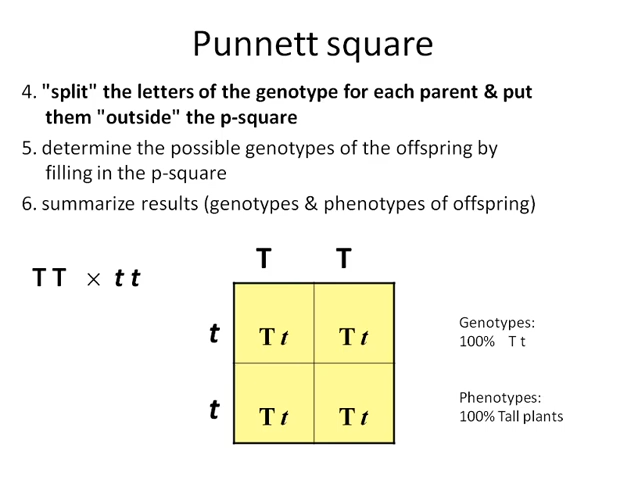 Punnett square
4. "split" the letters of the genotype for each parent & put
them "outside" the p-square
5. determine the possible genotypes of the offspring by
filling in the p-square
6. summarize results (genotypes & phenotypes of offspring)
T T × t t
T T
t T t T t
t T t T t
Genotypes:
100% T t
Phenotypes:
100% Tall plants